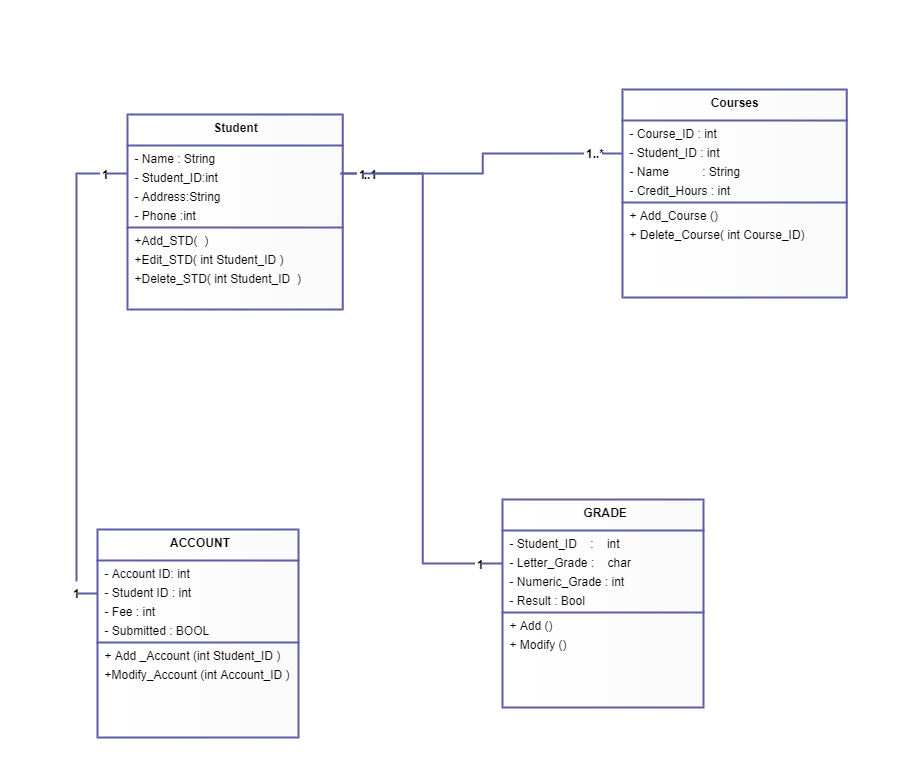 Student
- Name : String
- Student_ID:int
- Address:String
- Phone :int
+Add_STD(  )
+Edit_STD( int Student_ID )
+Delete_STD( int Student_ID  )
1
1..1
1..*
Courses
- Course_ID : int
- Student_ID : int
- Name          : String
- Credit_Hours : int
+ Add_Course ()
+ Delete_Course( int Course_ID)
1
ACCOUNT
- Account ID: int
- Student ID : int
- Fee : int
- Submitted : BOOL
+ Add _Account (int Student_ID )
+Modify_Account (int Account_ID )
1
GRADE
- Student_ID    :    int
- Letter_Grade :    char
- Numeric_Grade : int
- Result : Bool
+ Add ()
+ Modify ()